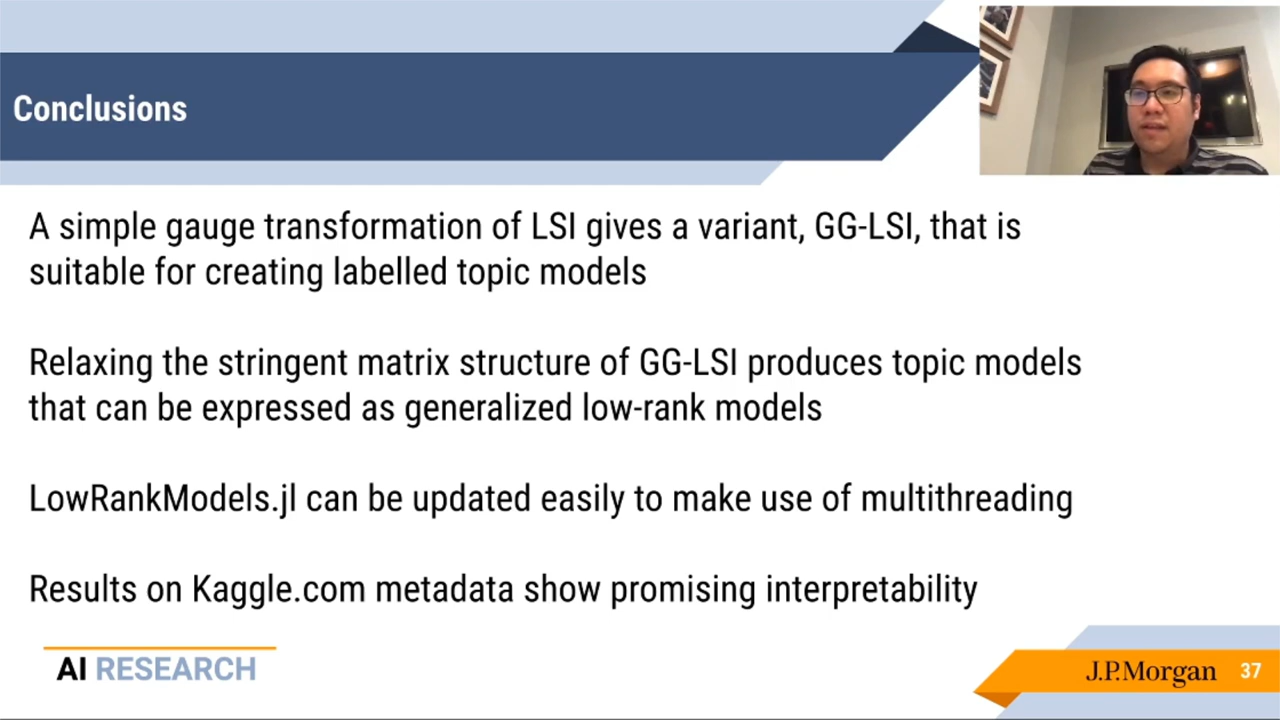 Conclusions
A simple gauge transformation of LSI gives a variant, GG-LSI, that is
suitable for creating labelled topic models
Relaxing the stringent matrix structure of GG-LSI produces topic models
that can be expressed as generalized low-rank models
LowRankModels.jl can be updated easily to make use of multithreading
Results on Kaggle.com metadata show promising interpretability
AI RESEARCH
J.P.Morgan 37